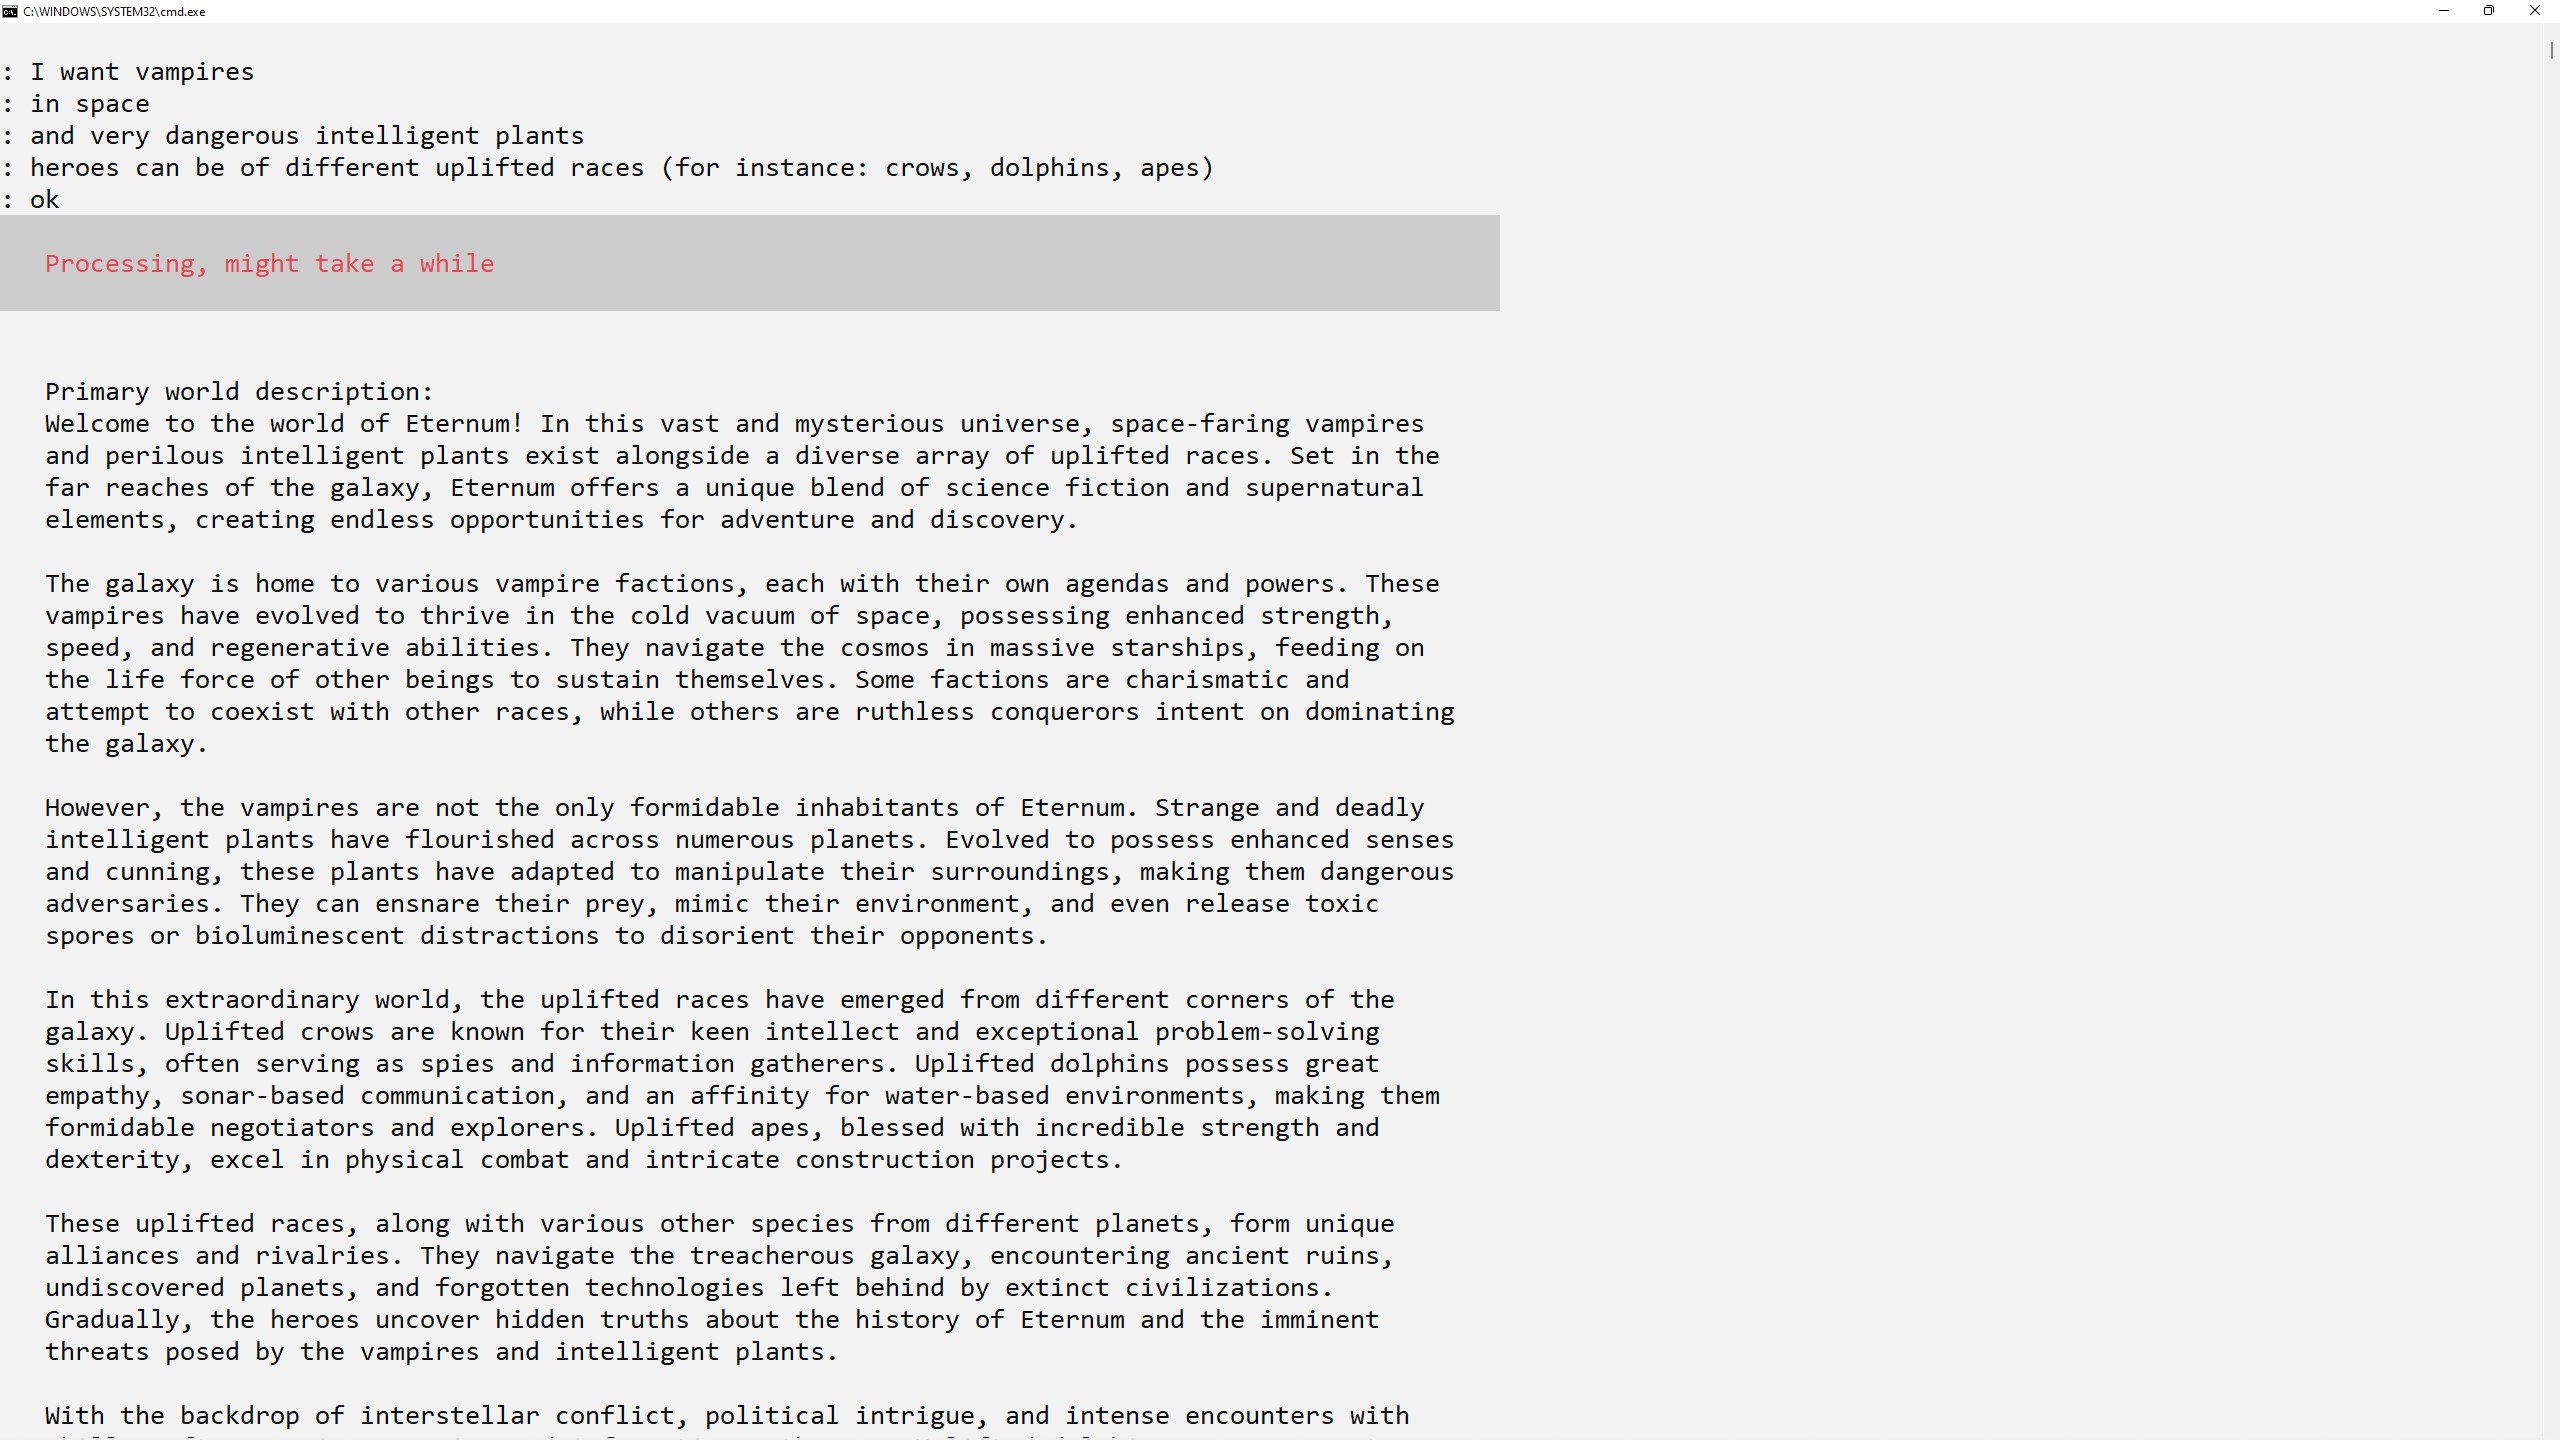 C:\WINDOWS\SYSTEM32\cmd.exe
: I want vampires
: in space
: and very dangerous intelligent plants
: heroes can be of different uplifted races (for instance: crows, dolphins, apes)
: ok
Processing, might take a while
Primary world description:
Welcome to the world of Eternum! In this vast and mysterious universe, space-faring vampires
and perilous intelligent plants exist alongside a diverse array of uplifted races. Set in the
far reaches of the galaxy, Eternum offers a unique blend of science fiction and supernatural
elements, creating endless opportunities for adventure and discovery.
The galaxy is home to various vampire factions, each with their own agendas and powers. These
vampires have evolved to thrive in the cold vacuum of space, possessing enhanced strength,
speed, and regenerative abilities. They navigate the cosmos in massive starships, feeding on
the life force of other beings to sustain themselves. Some factions are charismatic and
attempt to coexist with other races, while others are ruthless conquerors intent on dominating
the galaxy.
However, the vampires are not the only formidable inhabitants of Eternum. Strange and deadly
intelligent plants have flourished across numerous planets. Evolved to possess enhanced senses
and cunning, these plants have adapted to manipulate their surroundings, making them dangerous
adversaries. They can ensnare their prey, mimic their environment, and even release toxic
spores or bioluminescent distractions to disorient their opponents.
In this extraordinary world, the uplifted races have emerged from different corners of the
galaxy. Uplifted crows are known for their keen intellect and exceptional problem-solving
skills, often serving as spies and information gatherers. Uplifted dolphins possess great
empathy, sonar-based communication, and an affinity for water-based environments, making them
formidable negotiators and explorers. Uplifted apes, blessed with incredible strength and
dexterity, excel in physical combat and intricate construction projects.
These uplifted races, along with various other species from different planets, form unique
alliances and rivalries. They navigate the treacherous galaxy, encountering ancient ruins,
undiscovered planets, and forgotten technologies left behind by extinct civilizations.
Gradually, the heroes uncover hidden truths about the history of Eternum and the imminent
threats posed by the vampires and intelligent plants.
With the backdrop of interstellar conflict, political intrigue, and intense encounters with